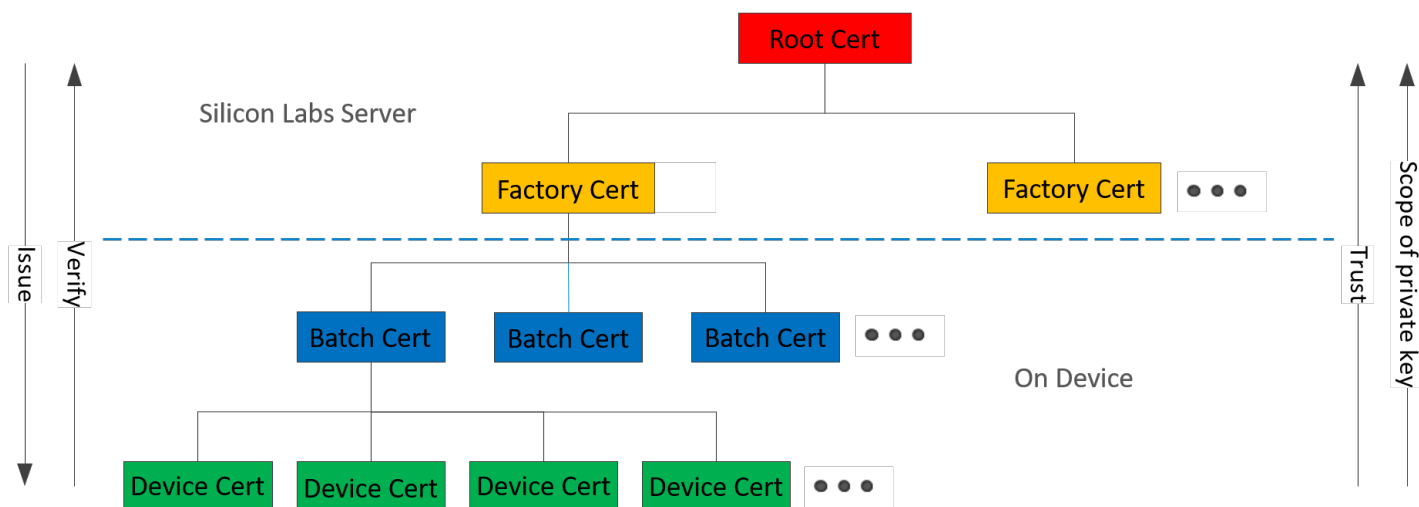 Root Cert
Silicon Labs Server
Factory Cert
Factory Cert
Issue
Verify
Trust
Scope of private key
Batch Cert
Batch Cert
Batch Cert
On Device
Device Cert
Device Cert
Device Cert
Device Cert